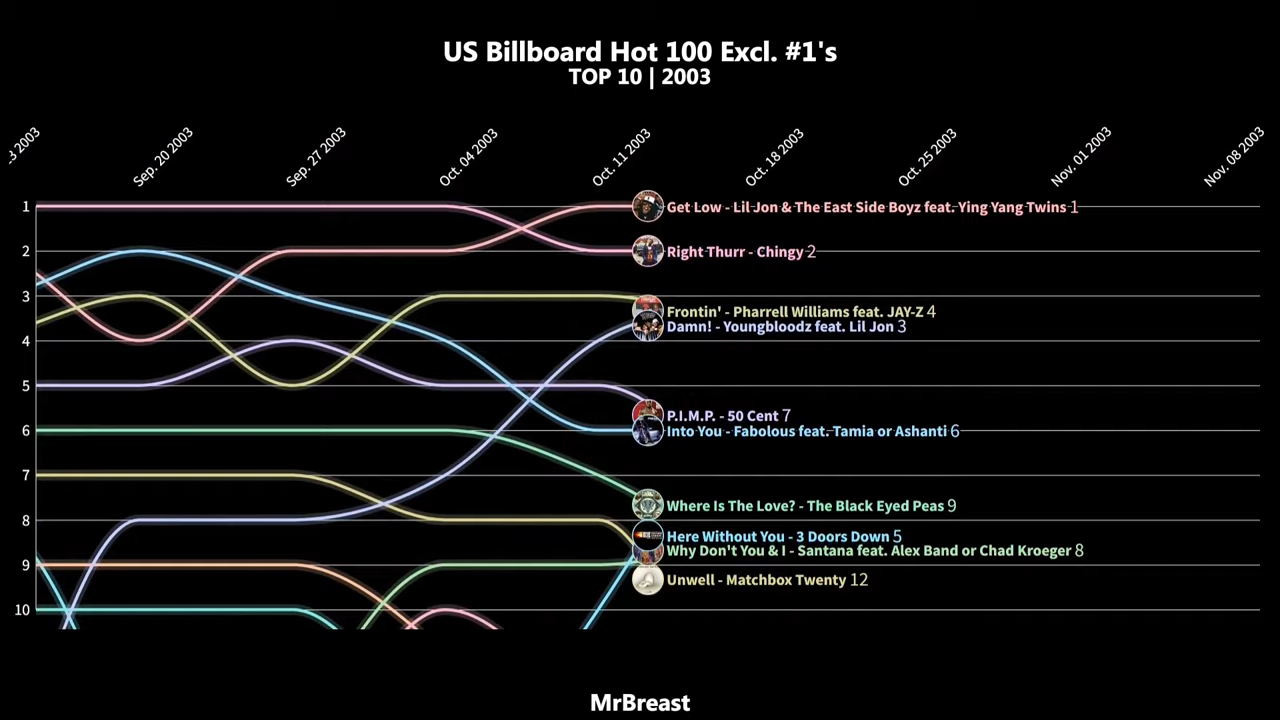 US Billboard Hot 100 Excl. #1's
TOP 10 | 2003
3 2003
Sep. 20 2003
Sep. 27 2003
Oct. 04 2003
Oct. 11 2003
Oct. 18 2003
Oct. 25 2003
Nov. 01 2003
Nov. 08 2003
1
Get Low - Lil Jon & The East Side Boyz feat. Ying Yang Twins 1
2
Right Thurr - Chingy 2
3
Frontin' - Pharrell Williams feat. JAY-Z 4
Damn! - Youngbloodz feat. Lil Jon 3
4
5
P.I.M.P. - 50 Cent 7
6
Into You - Fabolous feat. Tamia or Ashanti 6
7
Where Is The Love? - The Black Eyed Peas 9
8
Here Without You - 3 Doors Down 5
Why Don't You & I - Santana feat. Alex Band or Chad Kroeger 8
9
Unwell - Matchbox Twenty 12
10
MrBreast